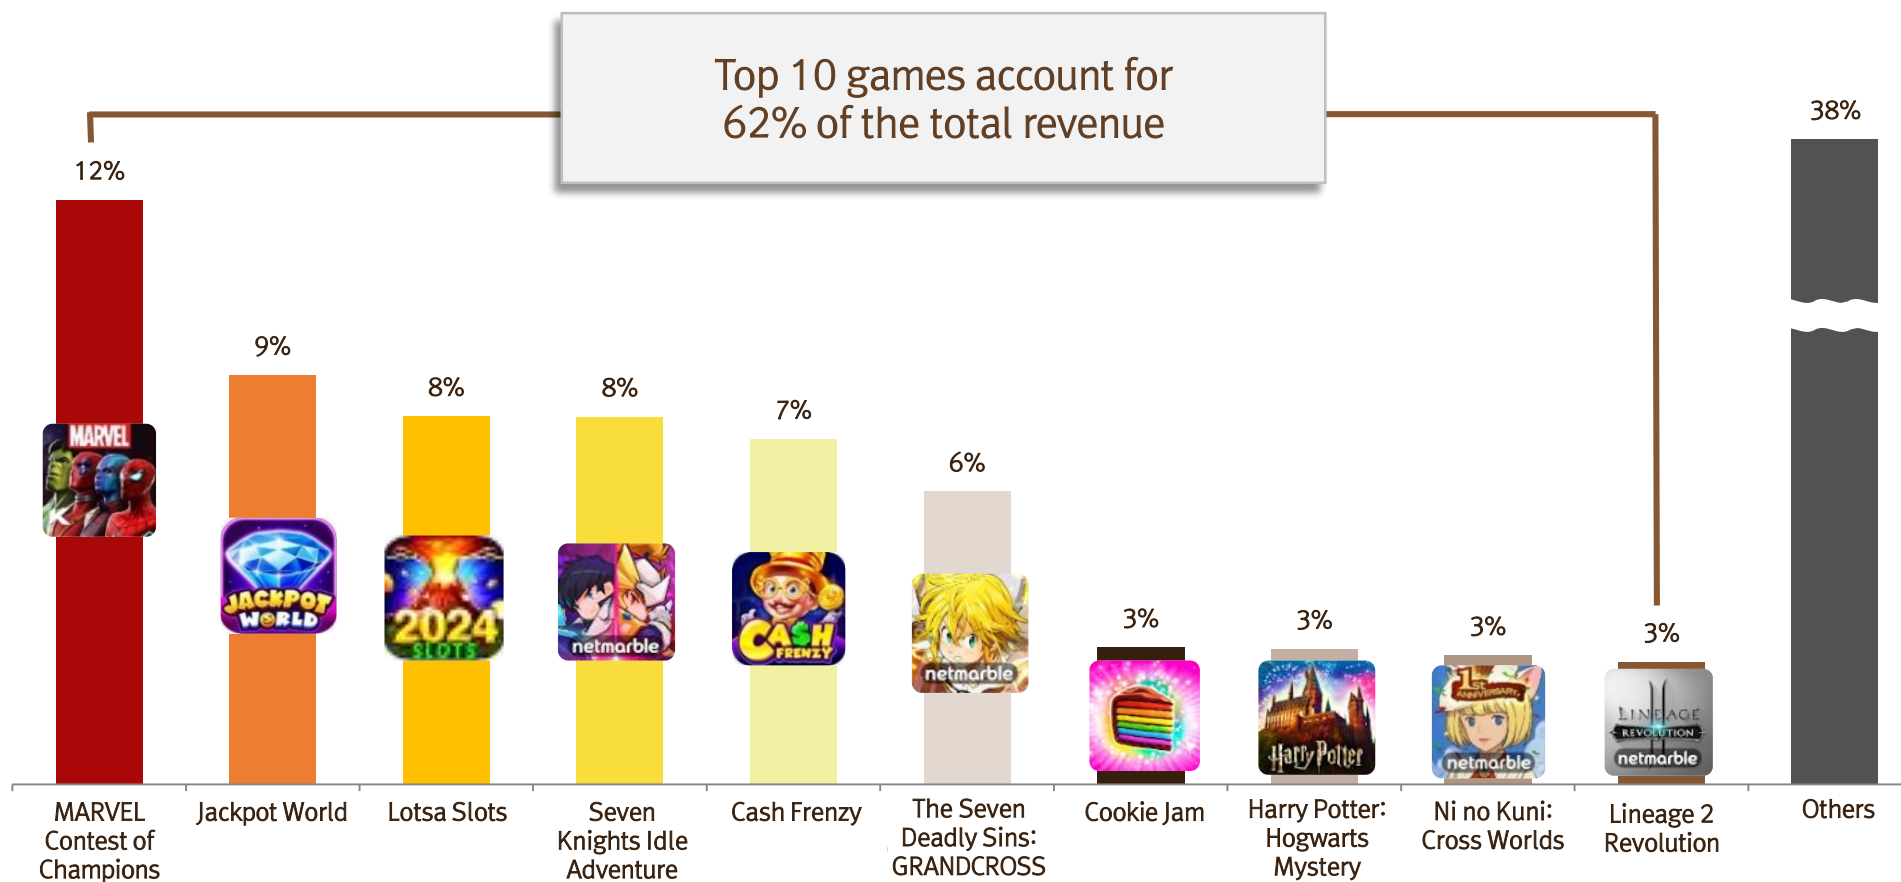 Top 10 games account for
62% of the total revenue
12%
9%
8%
8%
7%
6%
3%
3%
3%
3%
38%
MARVEL
K
JACKPOT
WORLD
2024
SLOTS
netmarble
CASH
FRENZY
netmarble
Harry Potter
1st
ANNIVERSARY
netmarble
LINEAGE
REVOLUTION
netmarble
MARVEL
Contest of
Champions
Jackpot World
Lotsa Slots
Seven
Knights Idle
Adventure
Cash Frenzy
The Seven
Deadly Sins:
GRANDCROSS
Cookie Jam
Harry Potter:
Hogwarts
Mystery
Ni no Kuni:
Cross Worlds
Lineage 2
Revolution
Others